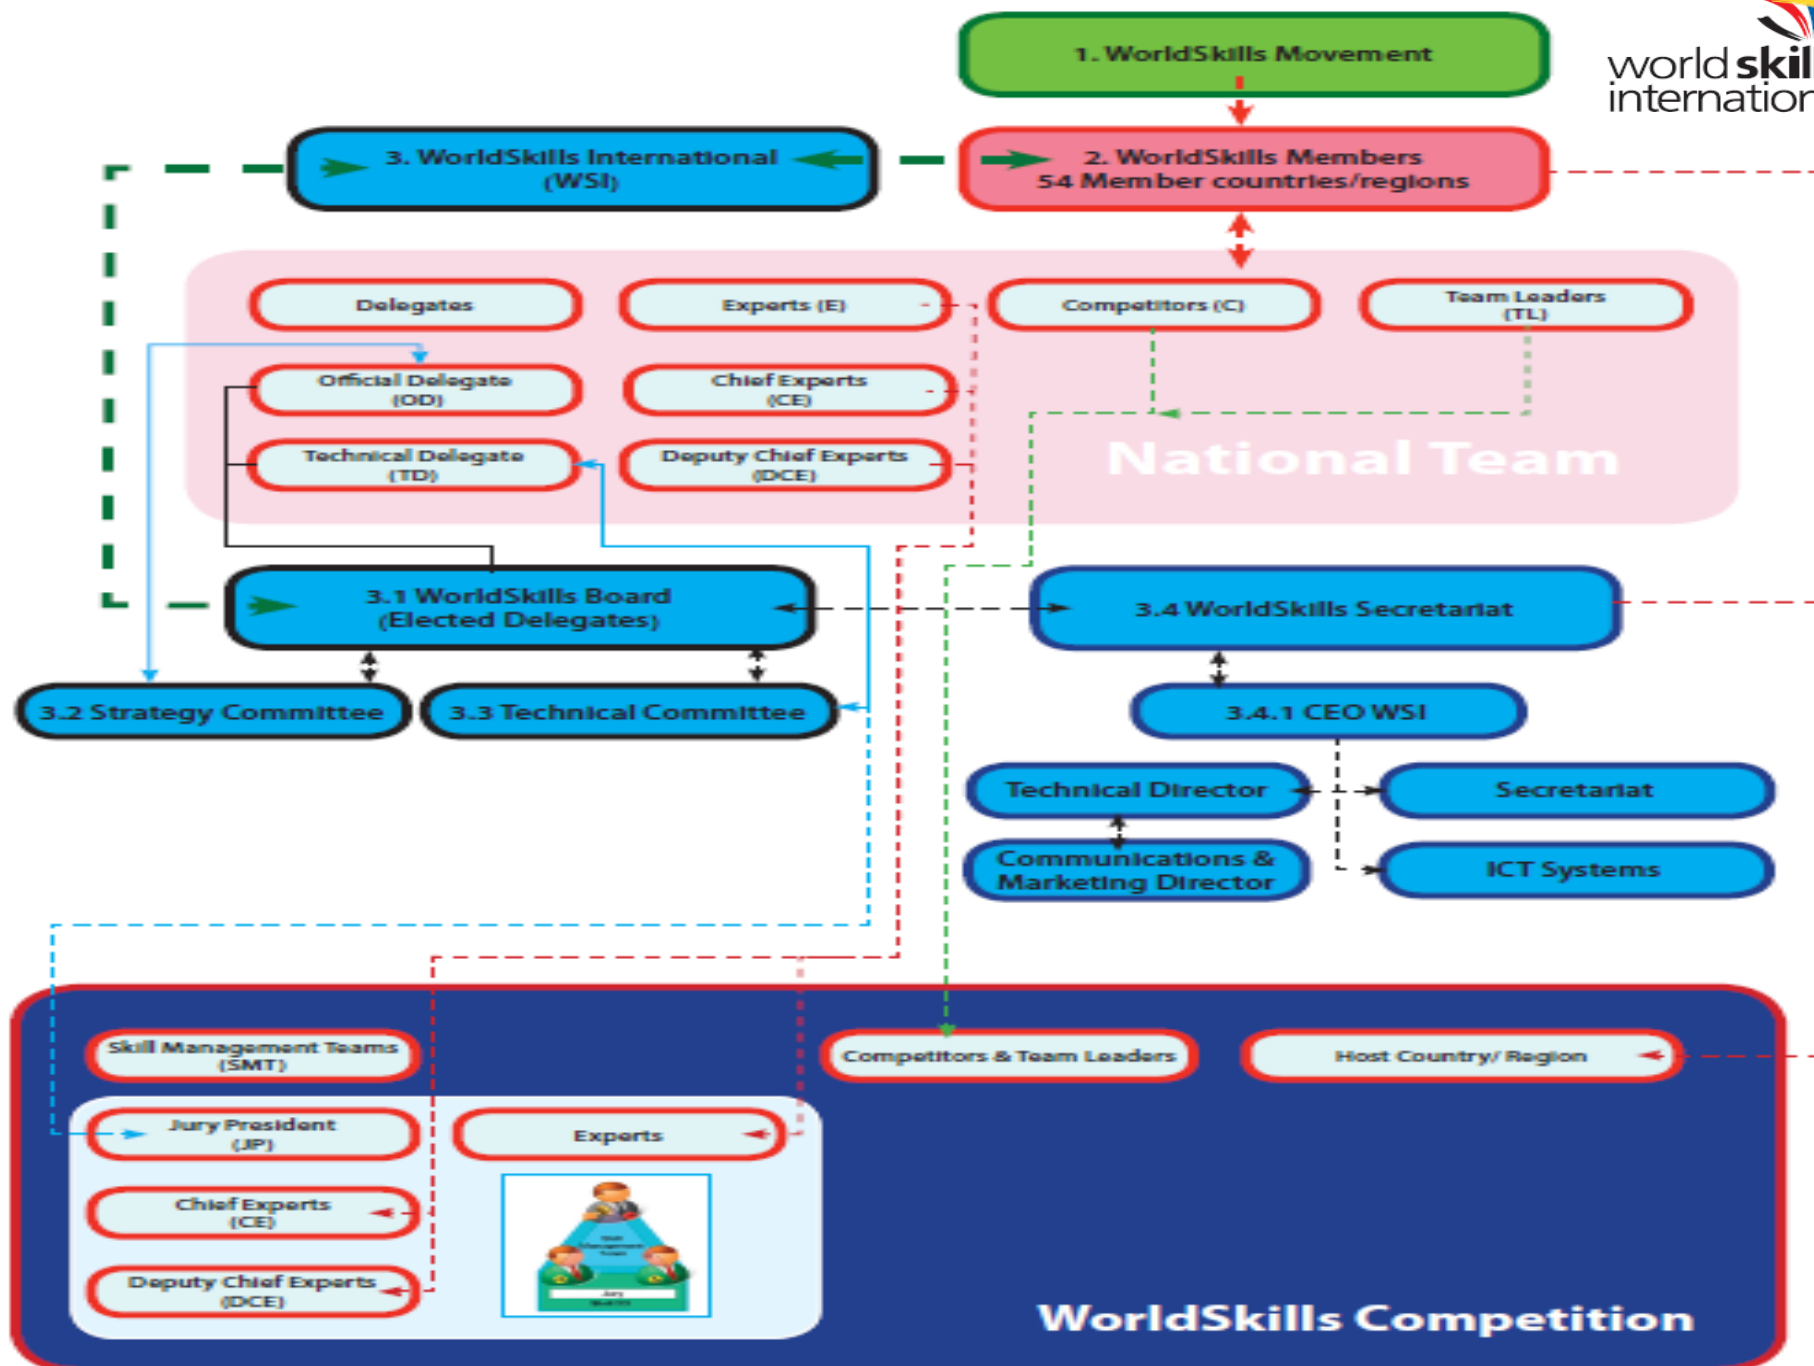 1. WorldSkills Movement
world skill
internation
3. WorldSkills International
(WSI)
2. WorldSkills Members
54 Member countries/regions
Delegates
Experts (E)
Competitors (C)
Team Leaders
(TL)
Official Delegate
(OD)
Chief Experts
(CE)
Technical Delegate
(TD)
Deputy Chief Experts
(DCE)
National Team
3.1 WorldSkills Board
(Elected Delegates)
3.4 WorldSkills Secretariat
3.2 Strategy Committee
3.3 Technical Committee
3.4.1 CEO WSI
Technical Director
Secretariat
Communications &
Marketing Director
ICT Systems
Skill Management Teams
(SMT)
Competitors & Team Leaders
Host Country/ Region
Jury President
(JP)
Experts
Chief Experts
(CE)
Deputy Chief Experts
(DCE)
WorldSkills Competition